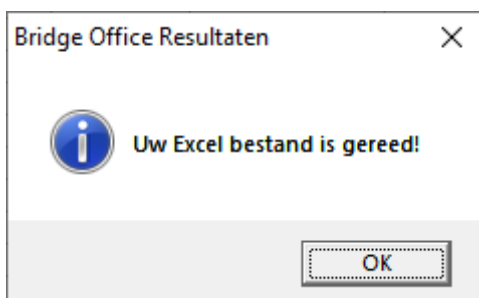 Bridge Office Resultaten
Uw Excel bestand is gereed!
OK